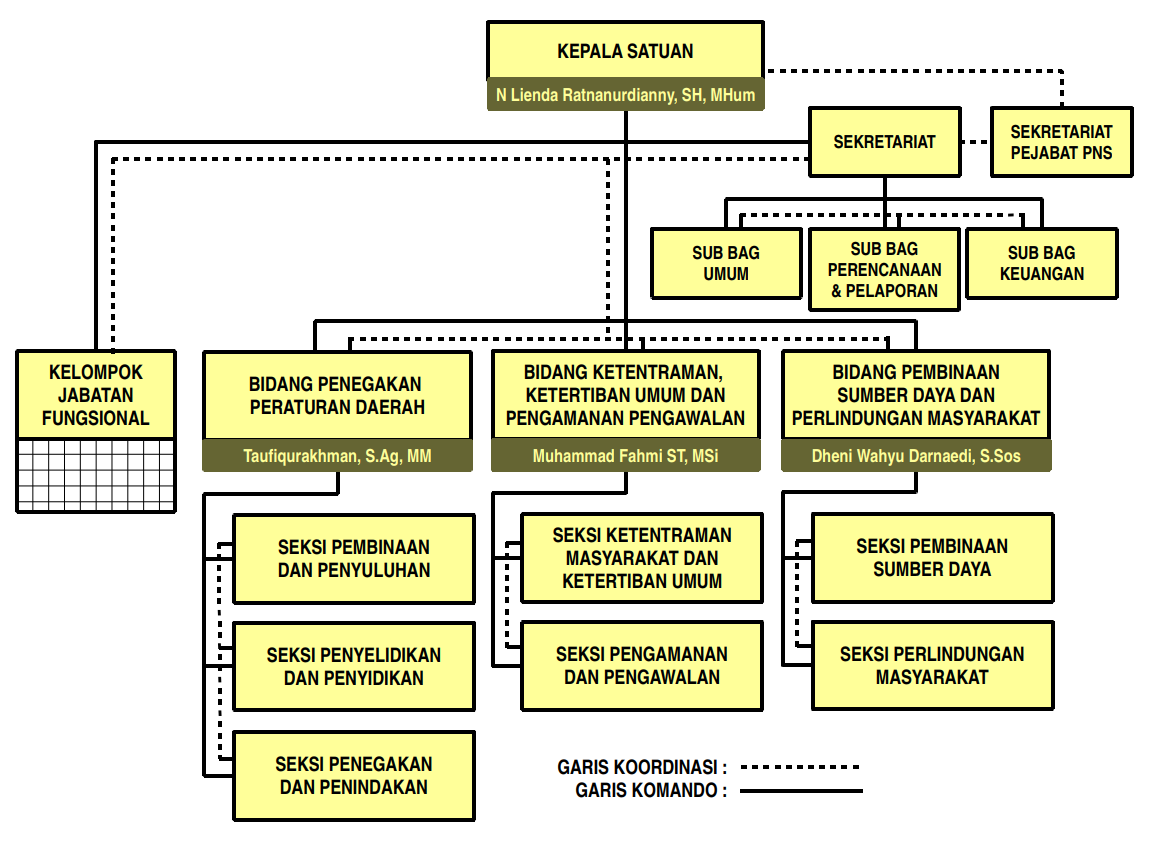 KEPALA SATUAN
N Lienda Ratnanurdianny, SH, MHum
SEKRETARIAT
SEKRETARIAT
PEJABAT PNS
SUB BAG
UMUM
SUB BAG
PERENCANAAN
& PELAPORAN
SUB BAG
KEUANGAN
KELOMPOK
JABATAN
FUNGSIONAL
BIDANG PENEGAKAN
PERATURAN DAERAH
Taufiqurakhman, S.Ag, MM
BIDANG KETENTRAMAN,
KETERTIBAN UMUM DAN
PENGAMANAN PENGAWALAN
Muhammad Fahmi ST, MSi
BIDANG PEMBINAAN
SUMBER DAYA DAN
PERLINDUNGAN MASYARAKAT
Dheni Wahyu Darnaedi, S.Sos
SEKSI PEMBINAAN
DAN PENYULUHAN
SEKSI KETENTRAMAN
MASYARAKAT DAN
KETERTIBAN UMUM
SEKSI PEMBINAAN
SUMBER DAYA
SEKSI PENYELIDIKAN
DAN PENYIDIKAN
SEKSI PENGAMANAN
DAN PENGAWALAN
SEKSI PERLINDUNGAN
MASYARAKAT
SEKSI PENEGAKAN
DAN PENINDAKAN
GARIS KOORDINASI :
GARIS KOMANDO :